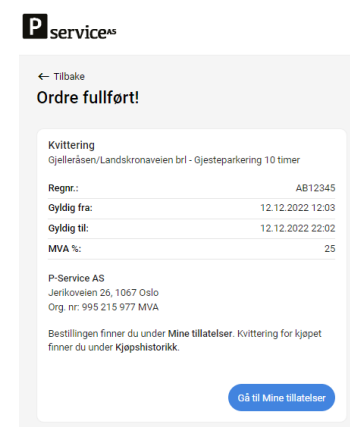 P serviceAS
← Tilbake
Ordre fullført!
Kvittering
Gjelleråsen/Landskronaveien brl - Gjesteparkering 10 timer
Regnr.: AB12345
Gyldig fra: 12.12.2022 12:03
Gyldig til: 12.12.2022 22:02
MVA %: 25
P-Service AS
Jerikoveien 26, 1067 Oslo
Org. nr: 995 215 977 MVA
Bestillingen finner du under Mine tillatelser. Kvittering for kjøpet
finner du under Kjøpshistorikk.
Gå til Mine tillatelser